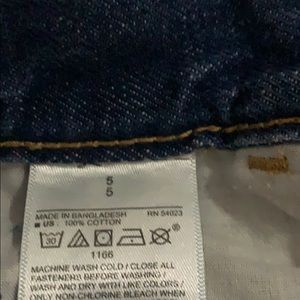 5
5
MADE IN BANGLADESH RN 54023
■ US: 100% COTTON
30
1166
MACHINE WASH COLD / CLOSE ALL
FASTENERS BEFORE WASHING /
WASH AND DRY WITH LIKE COLORS /
ONLY NON-CHLORINE BLEACH WHEN